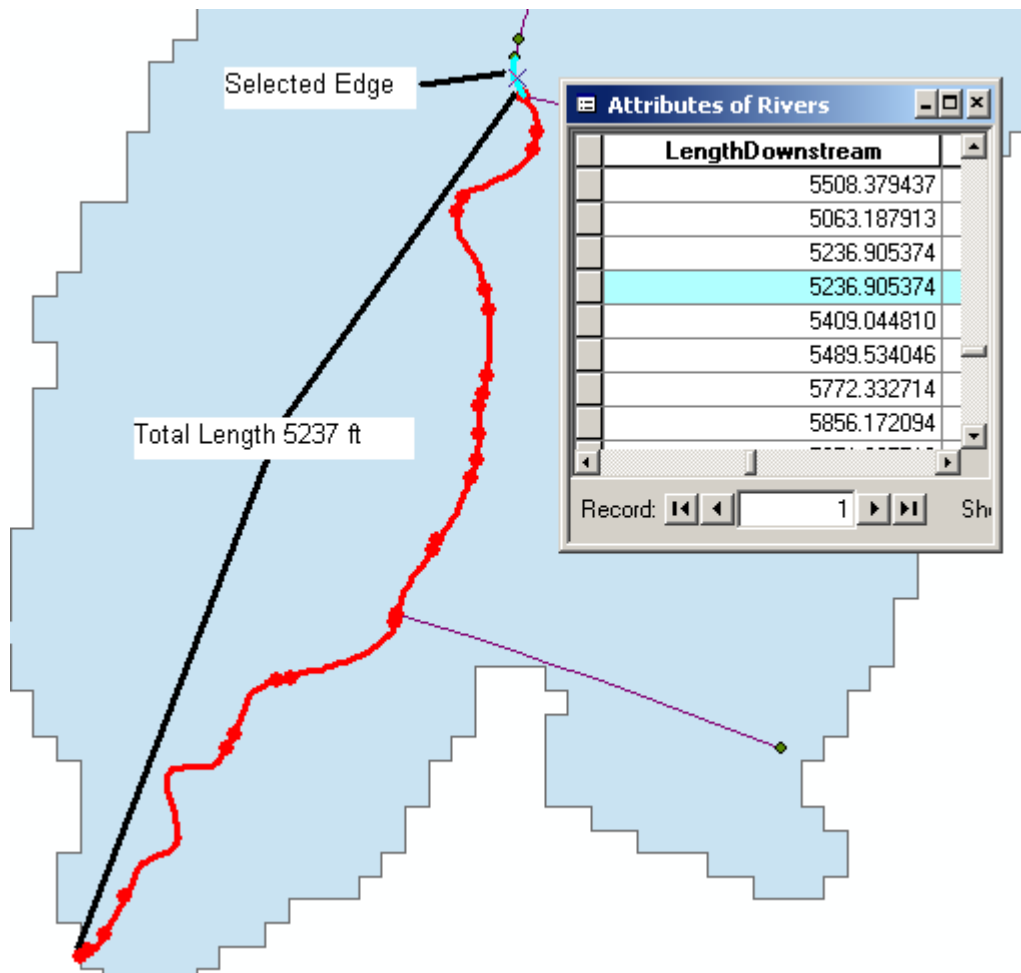 Selected Edge
Total Length 5237 ft
Attributes of Rivers
LengthDownstream
5508.379437
5063.187913
5236.905374
5236.905374
5409.044810
5489.534046
5772.332714
5856.172094
Record: 1 Sh